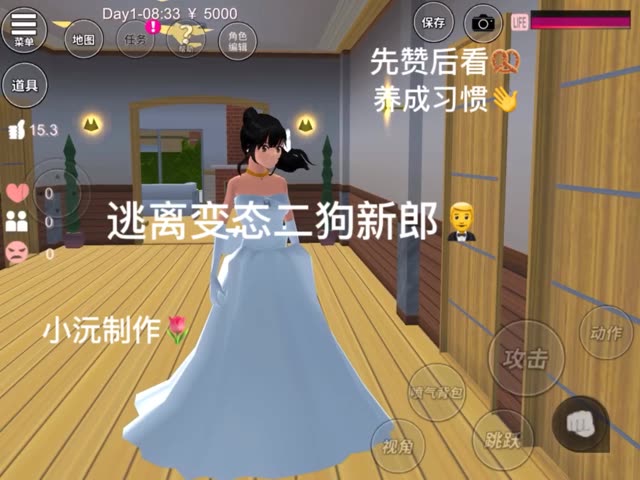 Day1-08:33 ¥ 5000
菜单
地图
任务
角色
编辑
保存
LIFE
道具
15.3
0
0
0
先赞后看🥨
养成习惯👋
逃离变态二狗新郎🤵
小沅制作🌷
攻击
动作
喷气背包
视角
跳跃